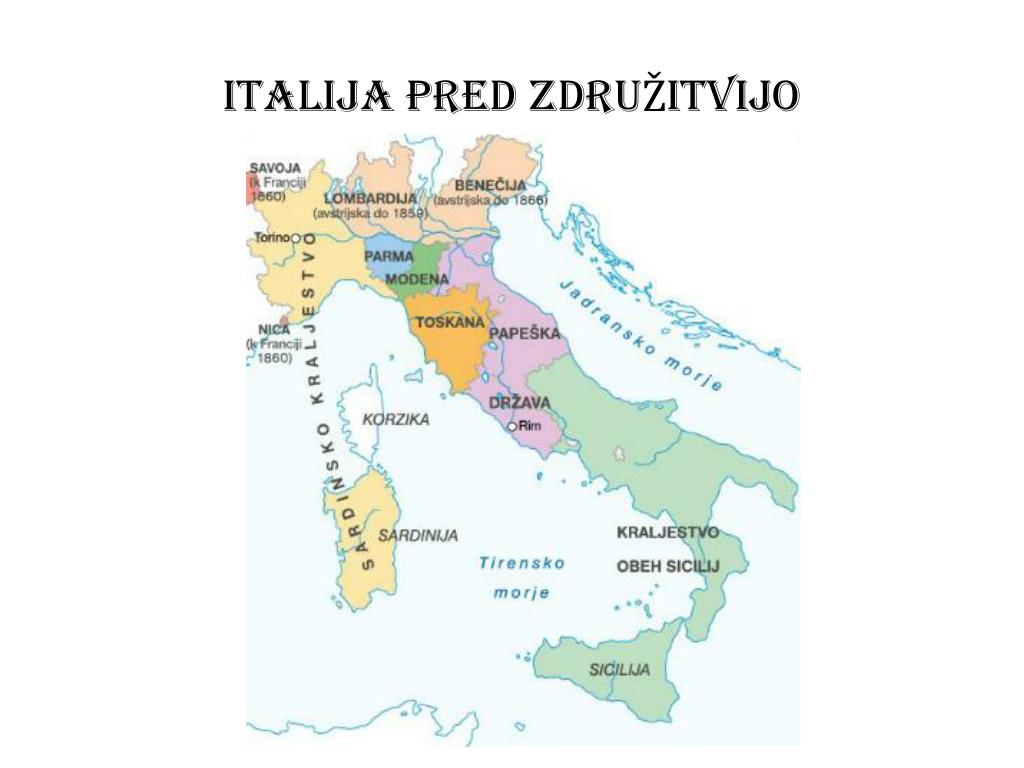 ITALIJA PRED ZDRUŽITVIJO
SAVOJA
(k Franciji
1860)
LOMBARDIJA
(avstrijska do 1859)
BENEČIJA
(avstrijska do 1866)
Torino
PARMA
MODENA
NICA
(k Franciji
1860)
TOSKANA
PAPEŠKA
DRŽAVA
Rim
Jadransko morje
KORZIKA
SARDINSKO KRALJESTVO
SARDINIJA
Tirensko
morje
KRALJESTVO
OBEH SICILIJ
SICILIJA